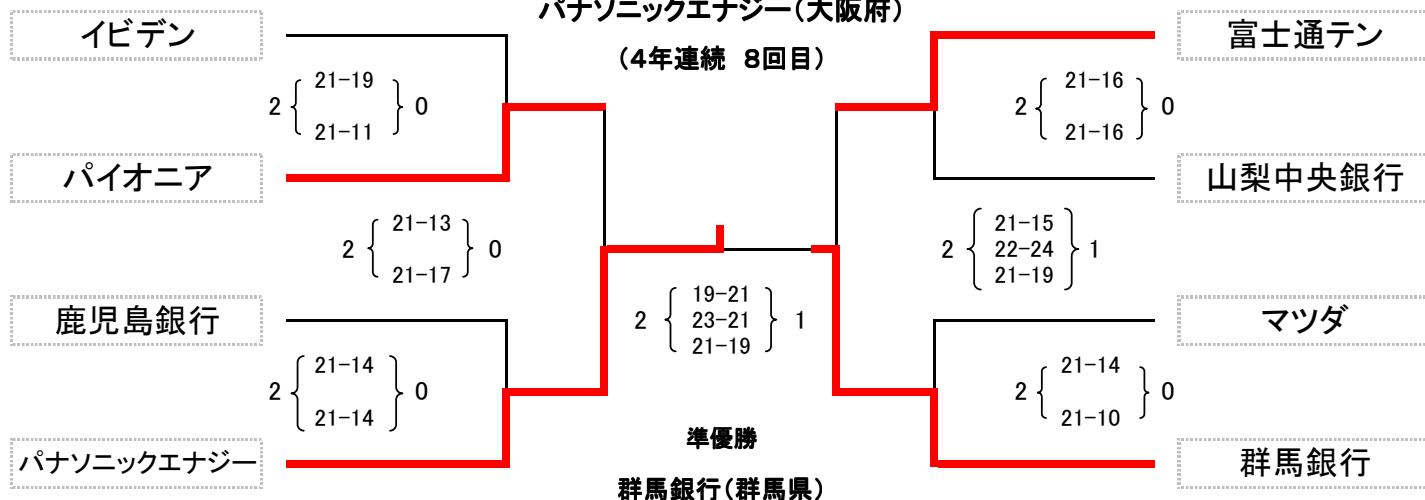 パナソニックエナジー(大阪府)
(4年連続 8回目)
イビデン
2
21-19
21-11
0
パイオニア
2
21-13
21-17
0
鹿児島銀行
2
21-14
21-14
0
パナソニックエナジー
2
19-21
23-21
21-19
1
準優勝
群馬銀行(群馬県)
富士通テン
2
21-16
21-16
0
山梨中央銀行
2
21-15
22-24
21-19
1
マツダ
2
21-14
21-10
0
群馬銀行